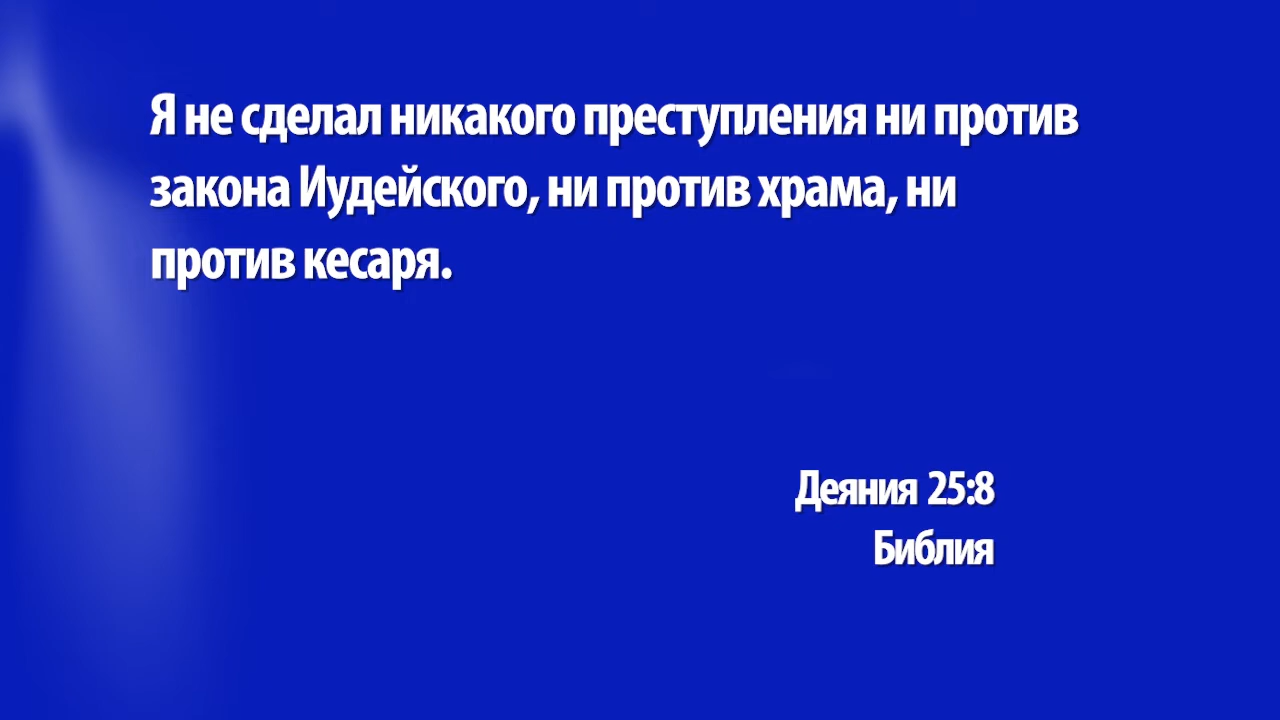 Я не сделал никакого преступления ни против
закона Иудейского, ни против храма, ни
против кесаря.
Деяния 25:8
Библия